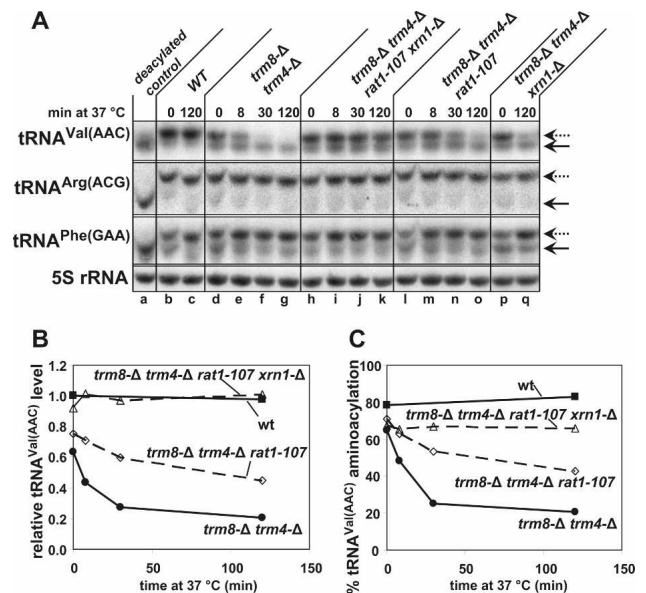 A
deacylated control
WT
trm8-Δ trm4-Δ
trm8-Δ trm4-Δ rat1-107 xrn1-Δ
trm8-Δ trm4-Δ rat1-107
trm8-Δ trm4-Δ xrn1-Δ
min at 37 °C 0 120 0 8 30 120 0 8 30 120 0 8 30 120 0 120
tRNAVal(AAC)
tRNAArg(ACG)
tRNAPhe(GAA)
5S rRNA
a b c d e f g h i j k l m n o p q
B
relative tRNAVal(AAC) level
1.2
1.0
0.8
0.6
0.4
0.2
0.0
trm8-Δ trm4-Δ rat1-107 xrn1-Δ
wt
trm8-Δ trm4-Δ rat1-107
trm8-Δ trm4-Δ
0 50 100 150
time at 37 °C (min)
C
% tRNAVal(AAC) aminoacylation
100
80
60
40
20
0
wt
trm8-Δ trm4-Δ rat1-107 xrn1-Δ
trm8-Δ trm4-Δ rat1-107
trm8-Δ trm4-Δ
0 50 100 150
time at 37 °C (min)